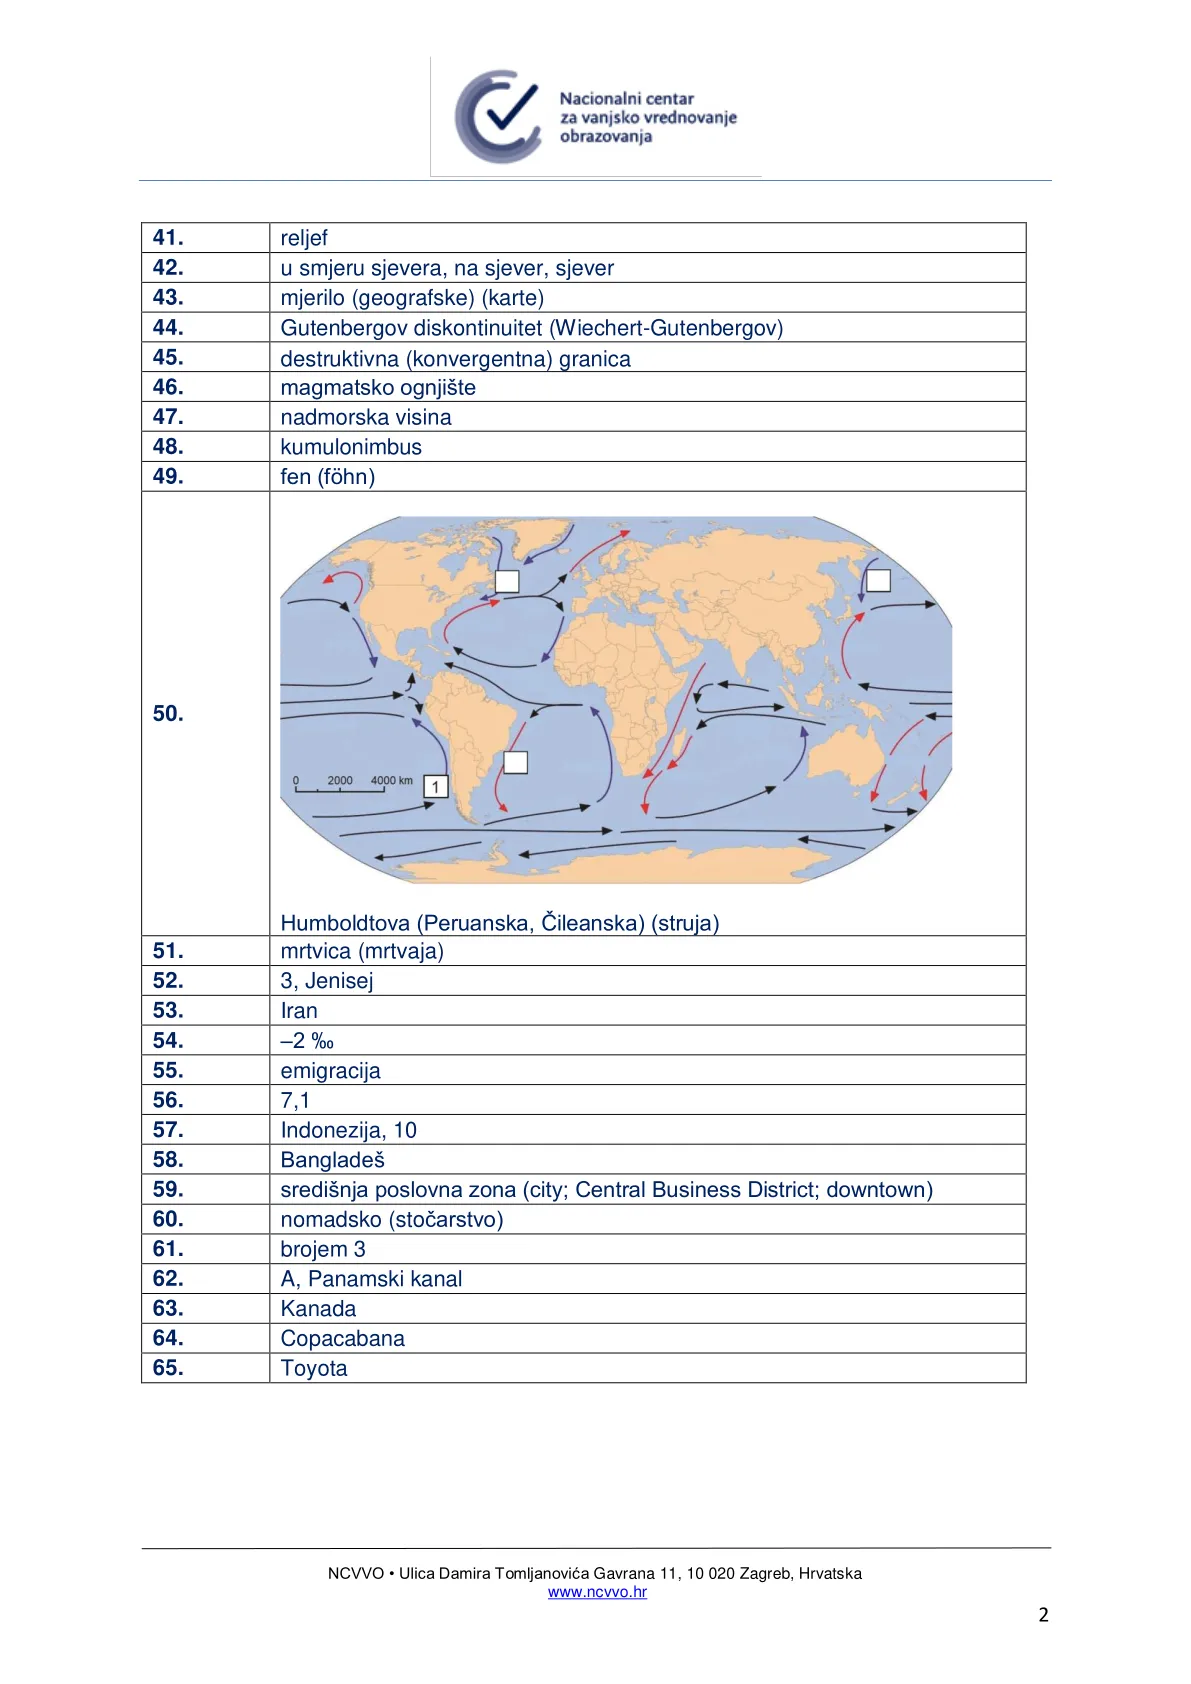 Nacionalni centar
za vanjsko vrednovanje
obrazovanja
41. reljef
42. u smjeru sjevera, na sjever, sjever
43. mjerilo (geografske) (karte)
44. Gutenbergov diskontinuitet (Wiechert-Gutenbergov)
45. destruktivna (konvergentna) granica
46. magmatsko ognjište
47. nadmorska visina
48. kumulonimbus
49. fen (föhn)
50.
0 2000 4000 km
1
Humboldtova (Peruanska, Čileanska) (struja)
51. mrtvica (mrtvaja)
52. 3, Jenisej
53. Iran
54. –2 ‰
55. emigracija
56. 7,1
57. Indonezija, 10
58. Bangladeš
59. središnja poslovna zona (city; Central Business District; downtown)
60. nomadsko (stočarstvo)
61. brojem 3
62. A, Panamski kanal
63. Kanada
64. Copacabana
65. Toyota
NCVVO • Ulica Damira Tomljanovića Gavrana 11, 10 020 Zagreb, Hrvatska
www.ncvvo.hr
2